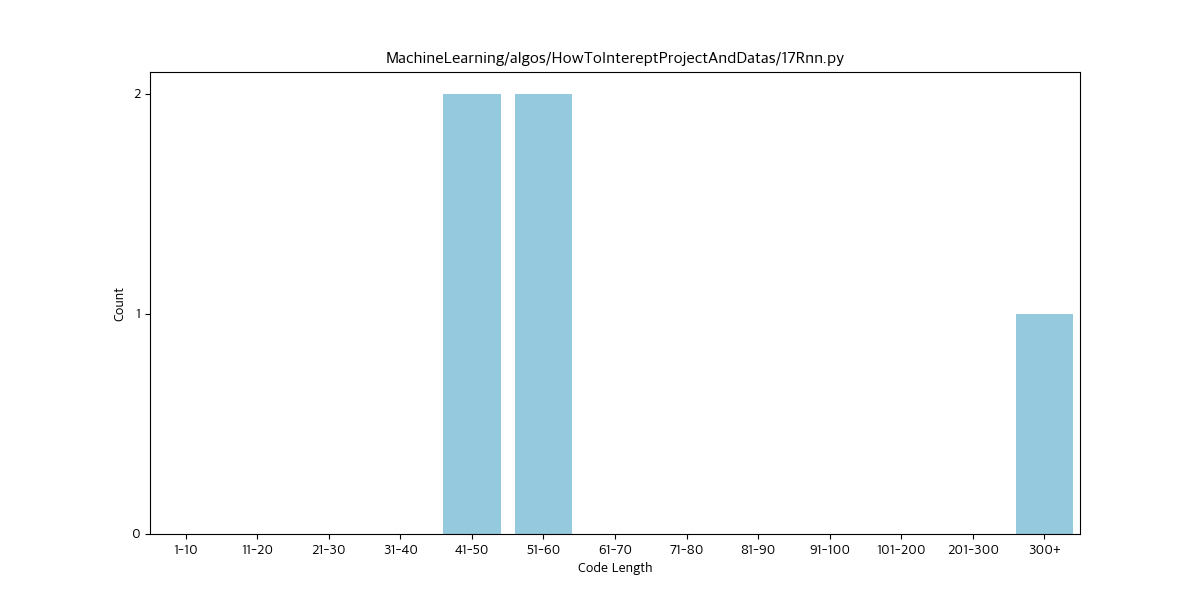 MachineLearning/algos/HowToIntereptProjectAndDatas/17Rnn.py
2
1
0
Count
1-10 11-20 21-30 31-40 41-50 51-60 61-70 71-80 81-90 91-100 101-200 201-300 300+
Code Length